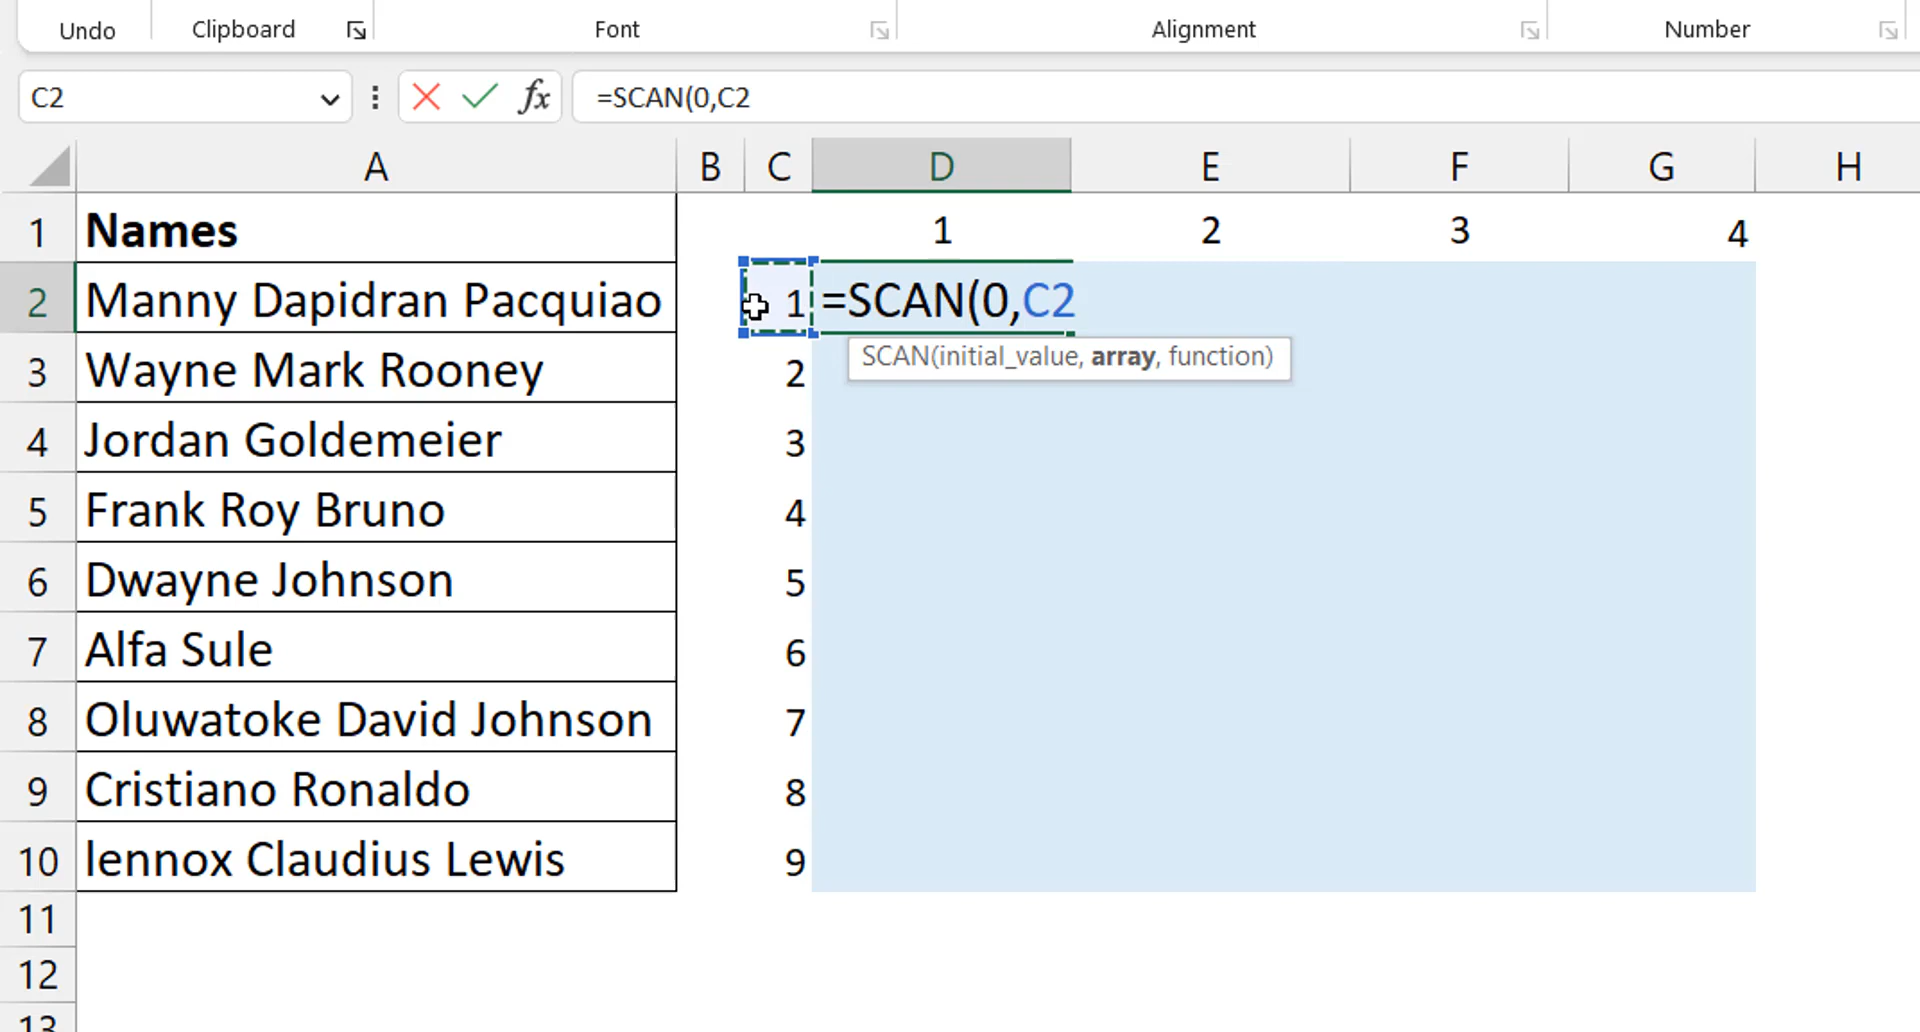 Undo Clipboard Font Alignment Number
C2 fx =SCAN(0,C2
A B C D E F G H
1 Names 1 2 3 4
2 Manny Dapidran Pacquiao 1 =SCAN(0,C2
SCAN(initial_value, array, function)
3 Wayne Mark Rooney 2
4 Jordan Goldemeier 3
5 Frank Roy Bruno 4
6 Dwayne Johnson 5
7 Alfa Sule 6
8 Oluwatoke David Johnson 7
9 Cristiano Ronaldo 8
10 lennox Claudius Lewis 9
11
12
13